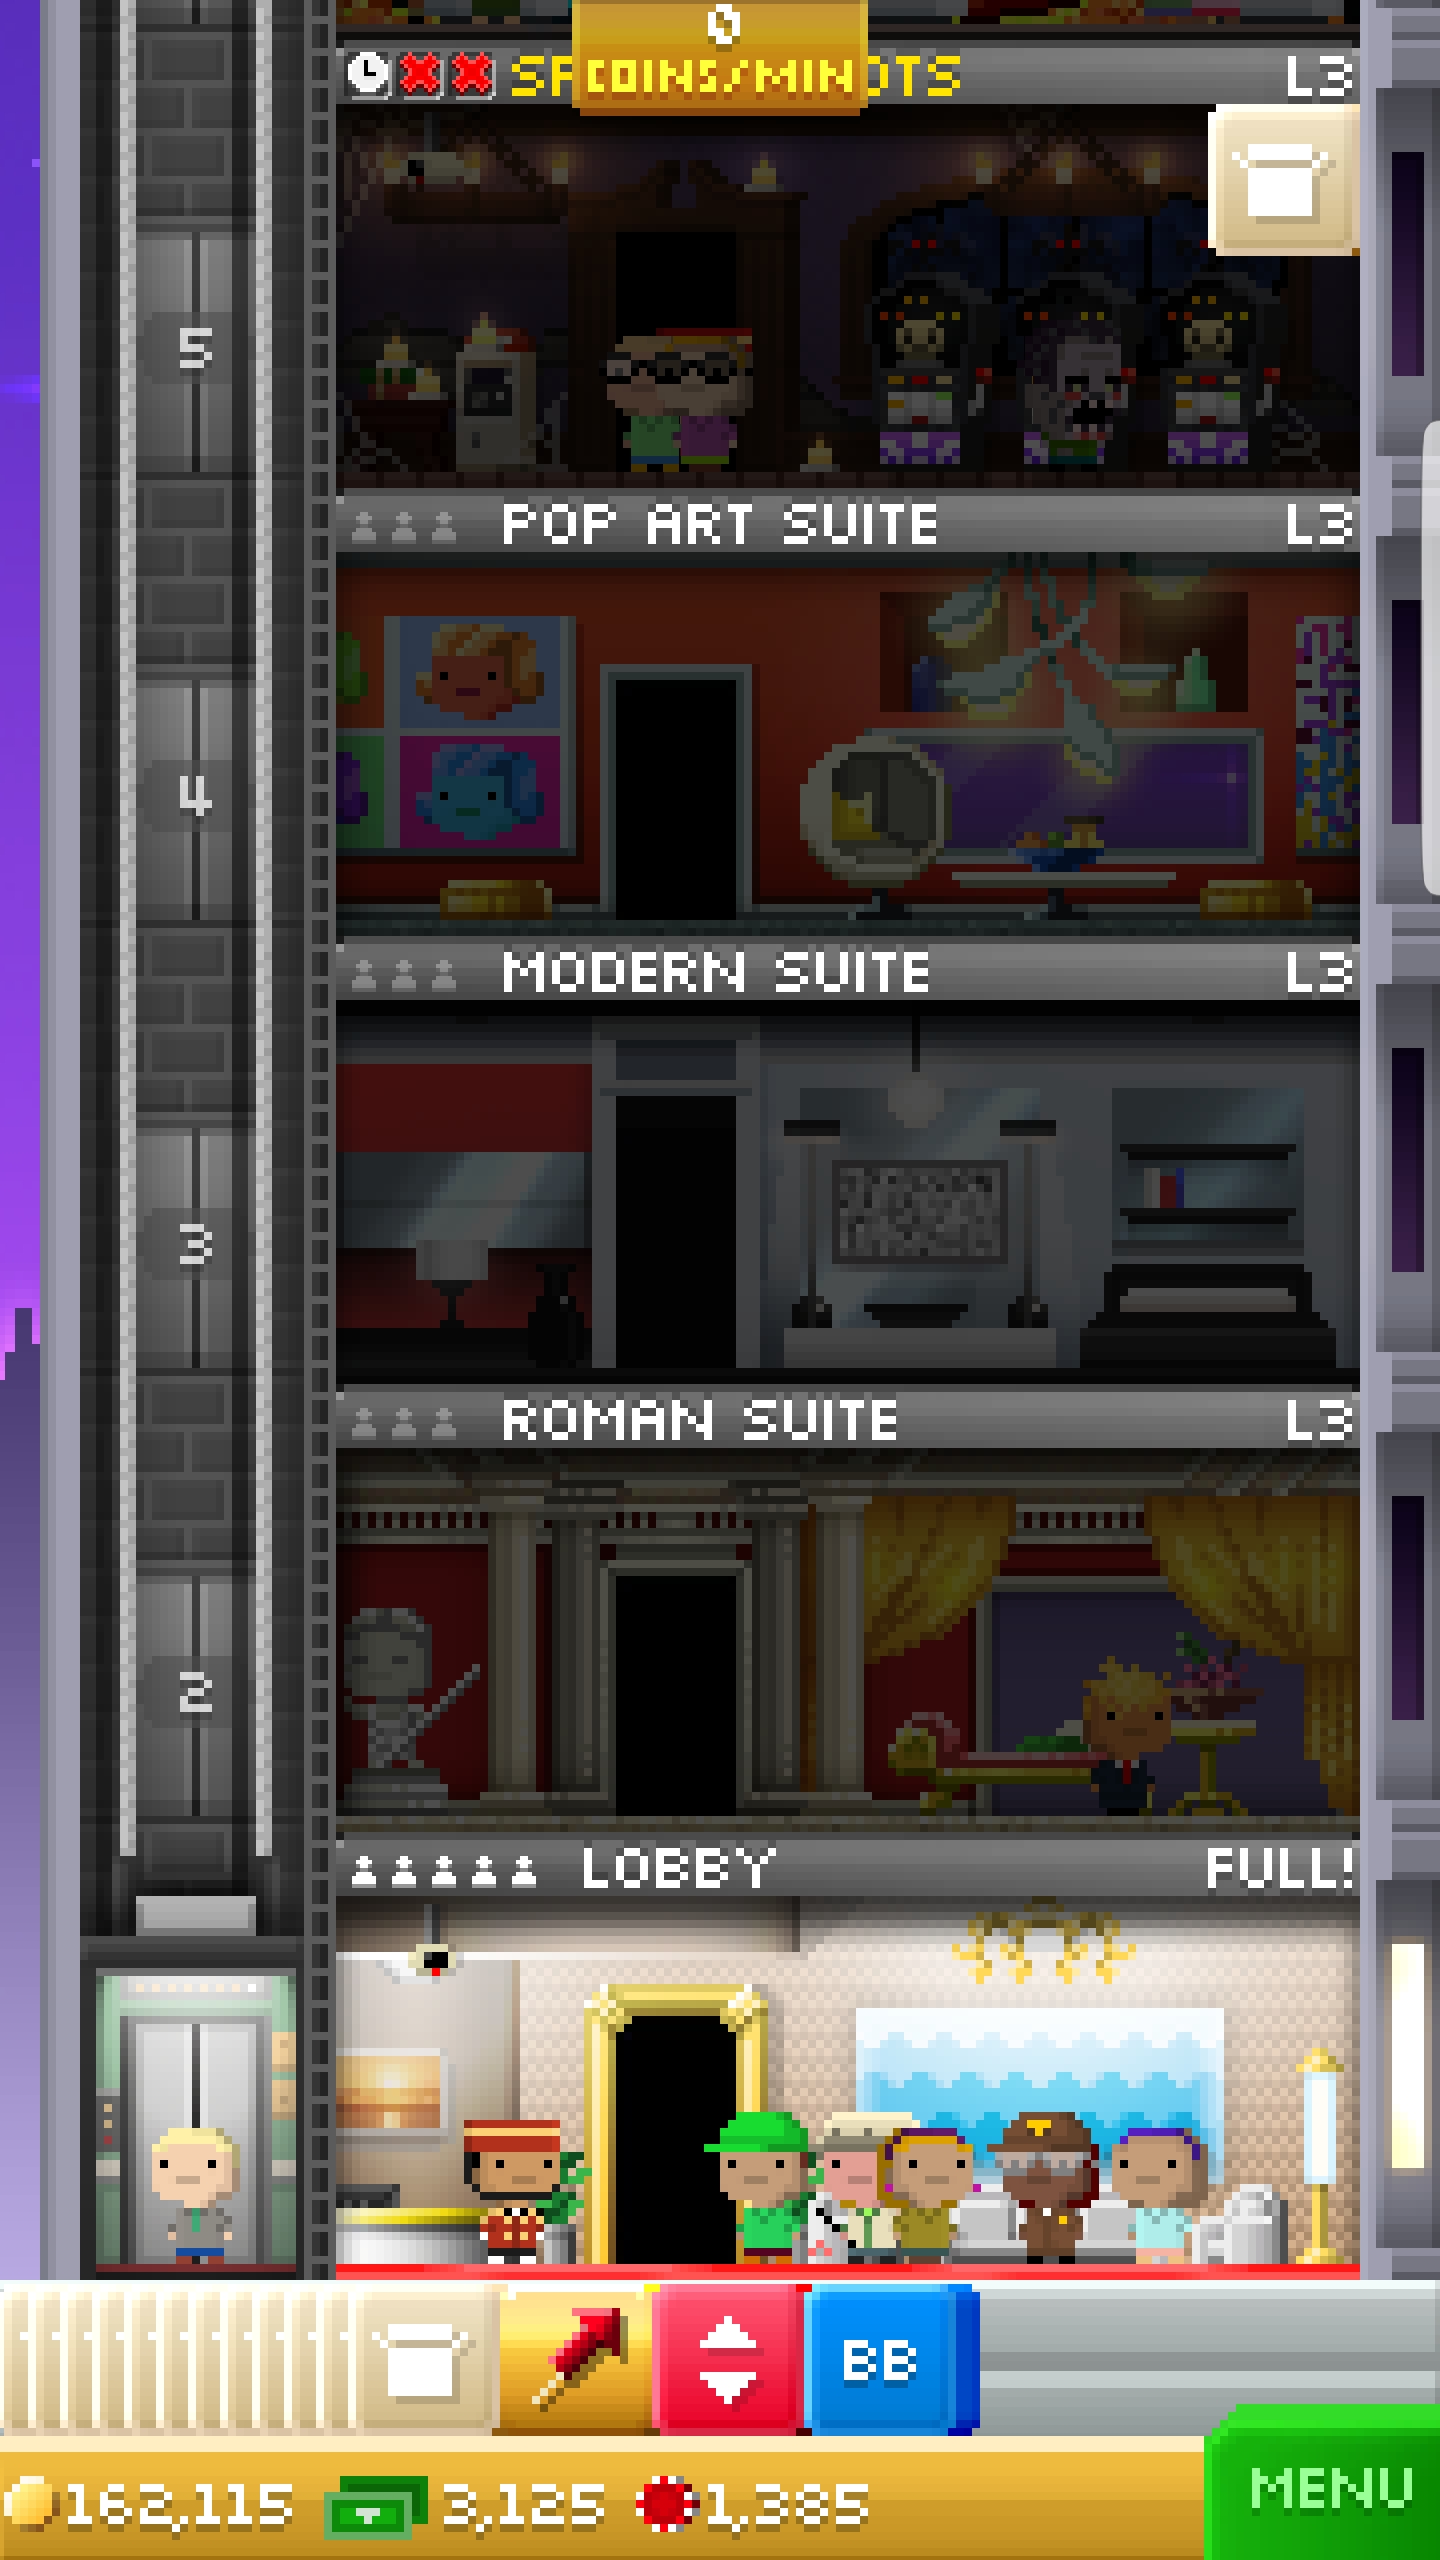 0
COINS/MIN
SP
OTS
L3
5
POP ART SUITE
L3
4
MODERN SUITE
L3
3
ROMAN SUITE
L3
2
LOBBY
FULL!
BB
162,115
3,125
1,385
MENU